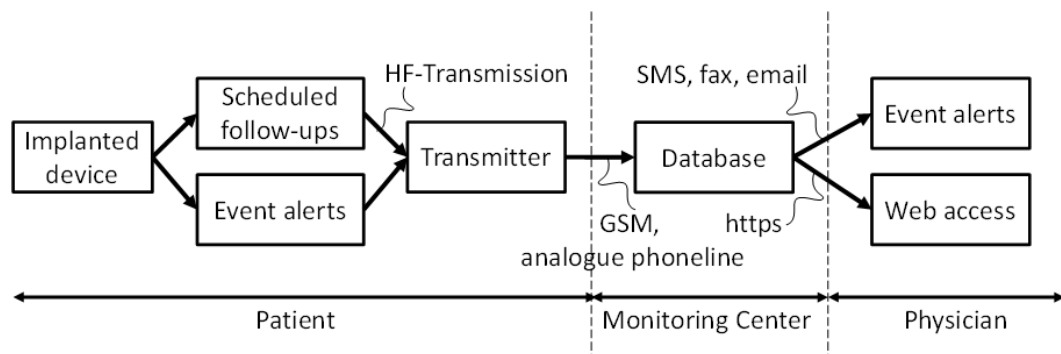 HF-Transmission
SMS, fax, email
Implanted
device
Scheduled
follow-ups
Event alerts
Transmitter
Database
Event alerts
Web access
GSM,
analogue phoneline
https
Patient
Monitoring Center
Physician